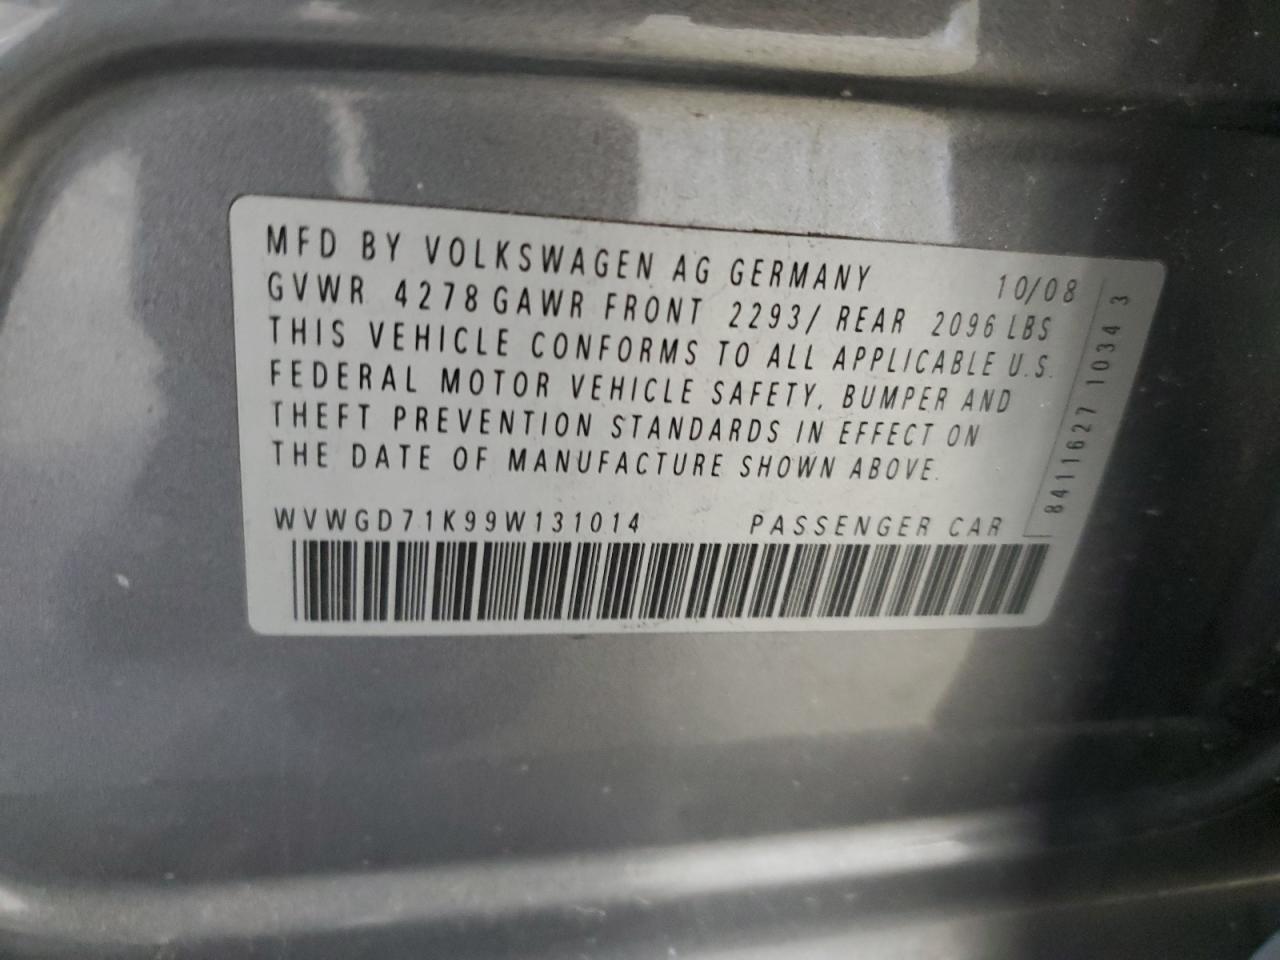 MFD BY VOLKSWAGEN AG GERMANY 10/08
GVWR 4278 GAWR FRONT 2293/ REAR 2096 LBS
THIS VEHICLE CONFORMS TO ALL APPLICABLE U.S.
FEDERAL MOTOR VEHICLE SAFETY, BUMPER AND
THEFT PREVENTION STANDARDS IN EFFECT ON
THE DATE OF MANUFACTURE SHOWN ABOVE.
WVWGD71K99W131014 PASSENGER CAR
8411627 1034 3